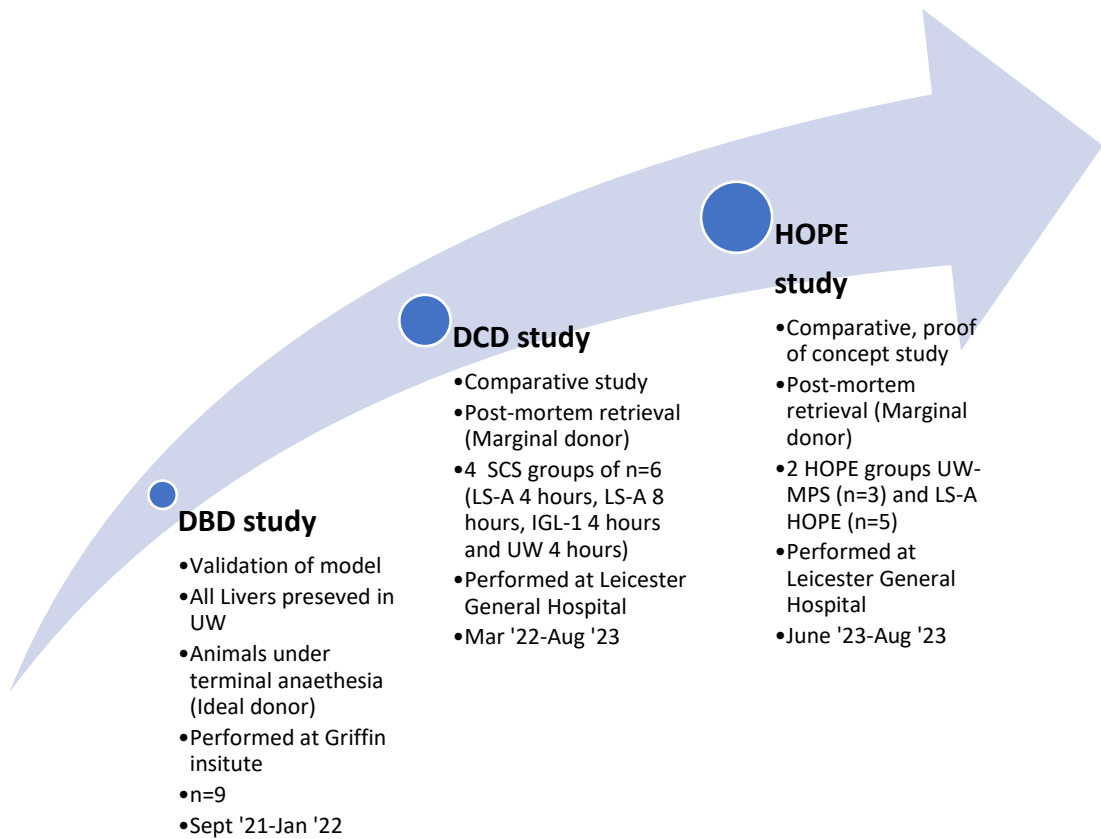 DBD study
•Validation of model
•All Livers preseved in
UW
•Animals under
terminal anaethesia
(Ideal donor)
•Performed at Griffin
insitute
•n=9
•Sept '21-Jan '22
DCD study
•Comparative study
•Post-mortem retrieval
(Marginal donor)
•4  SCS groups of n=6
(LS-A 4 hours, LS-A 8
hours, IGL-1 4 hours
and UW 4 hours)
•Performed at Leicester
General Hospital
•Mar '22-Aug '23
HOPE
study
•Comparative, proof
of concept study
•Post-mortem
retrieval (Marginal
donor)
•2 HOPE groups UW-
MPS (n=3) and LS-A
HOPE (n=5)
•Performed at
Leicester General
Hospital
•June '23-Aug '23